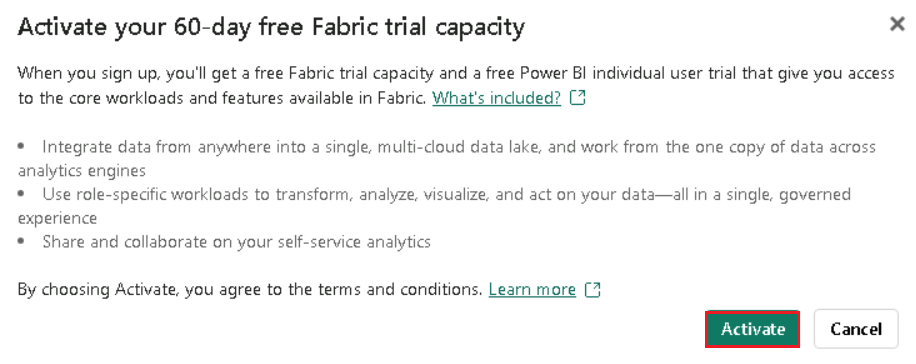 Activate your 60-day free Fabric trial capacity
When you sign up, you'll get a free Fabric trial capacity and a free Power BI individual user trial that give you access
to the core workloads and features available in Fabric. What's included?
• Integrate data from anywhere into a single, multi-cloud data lake, and work from the one copy of data across
analytics engines
• Use role-specific workloads to transform, analyze, visualize, and act on your data—all in a single, governed
experience
• Share and collaborate on your self-service analytics
By choosing Activate, you agree to the terms and conditions. Learn more
Activate Cancel